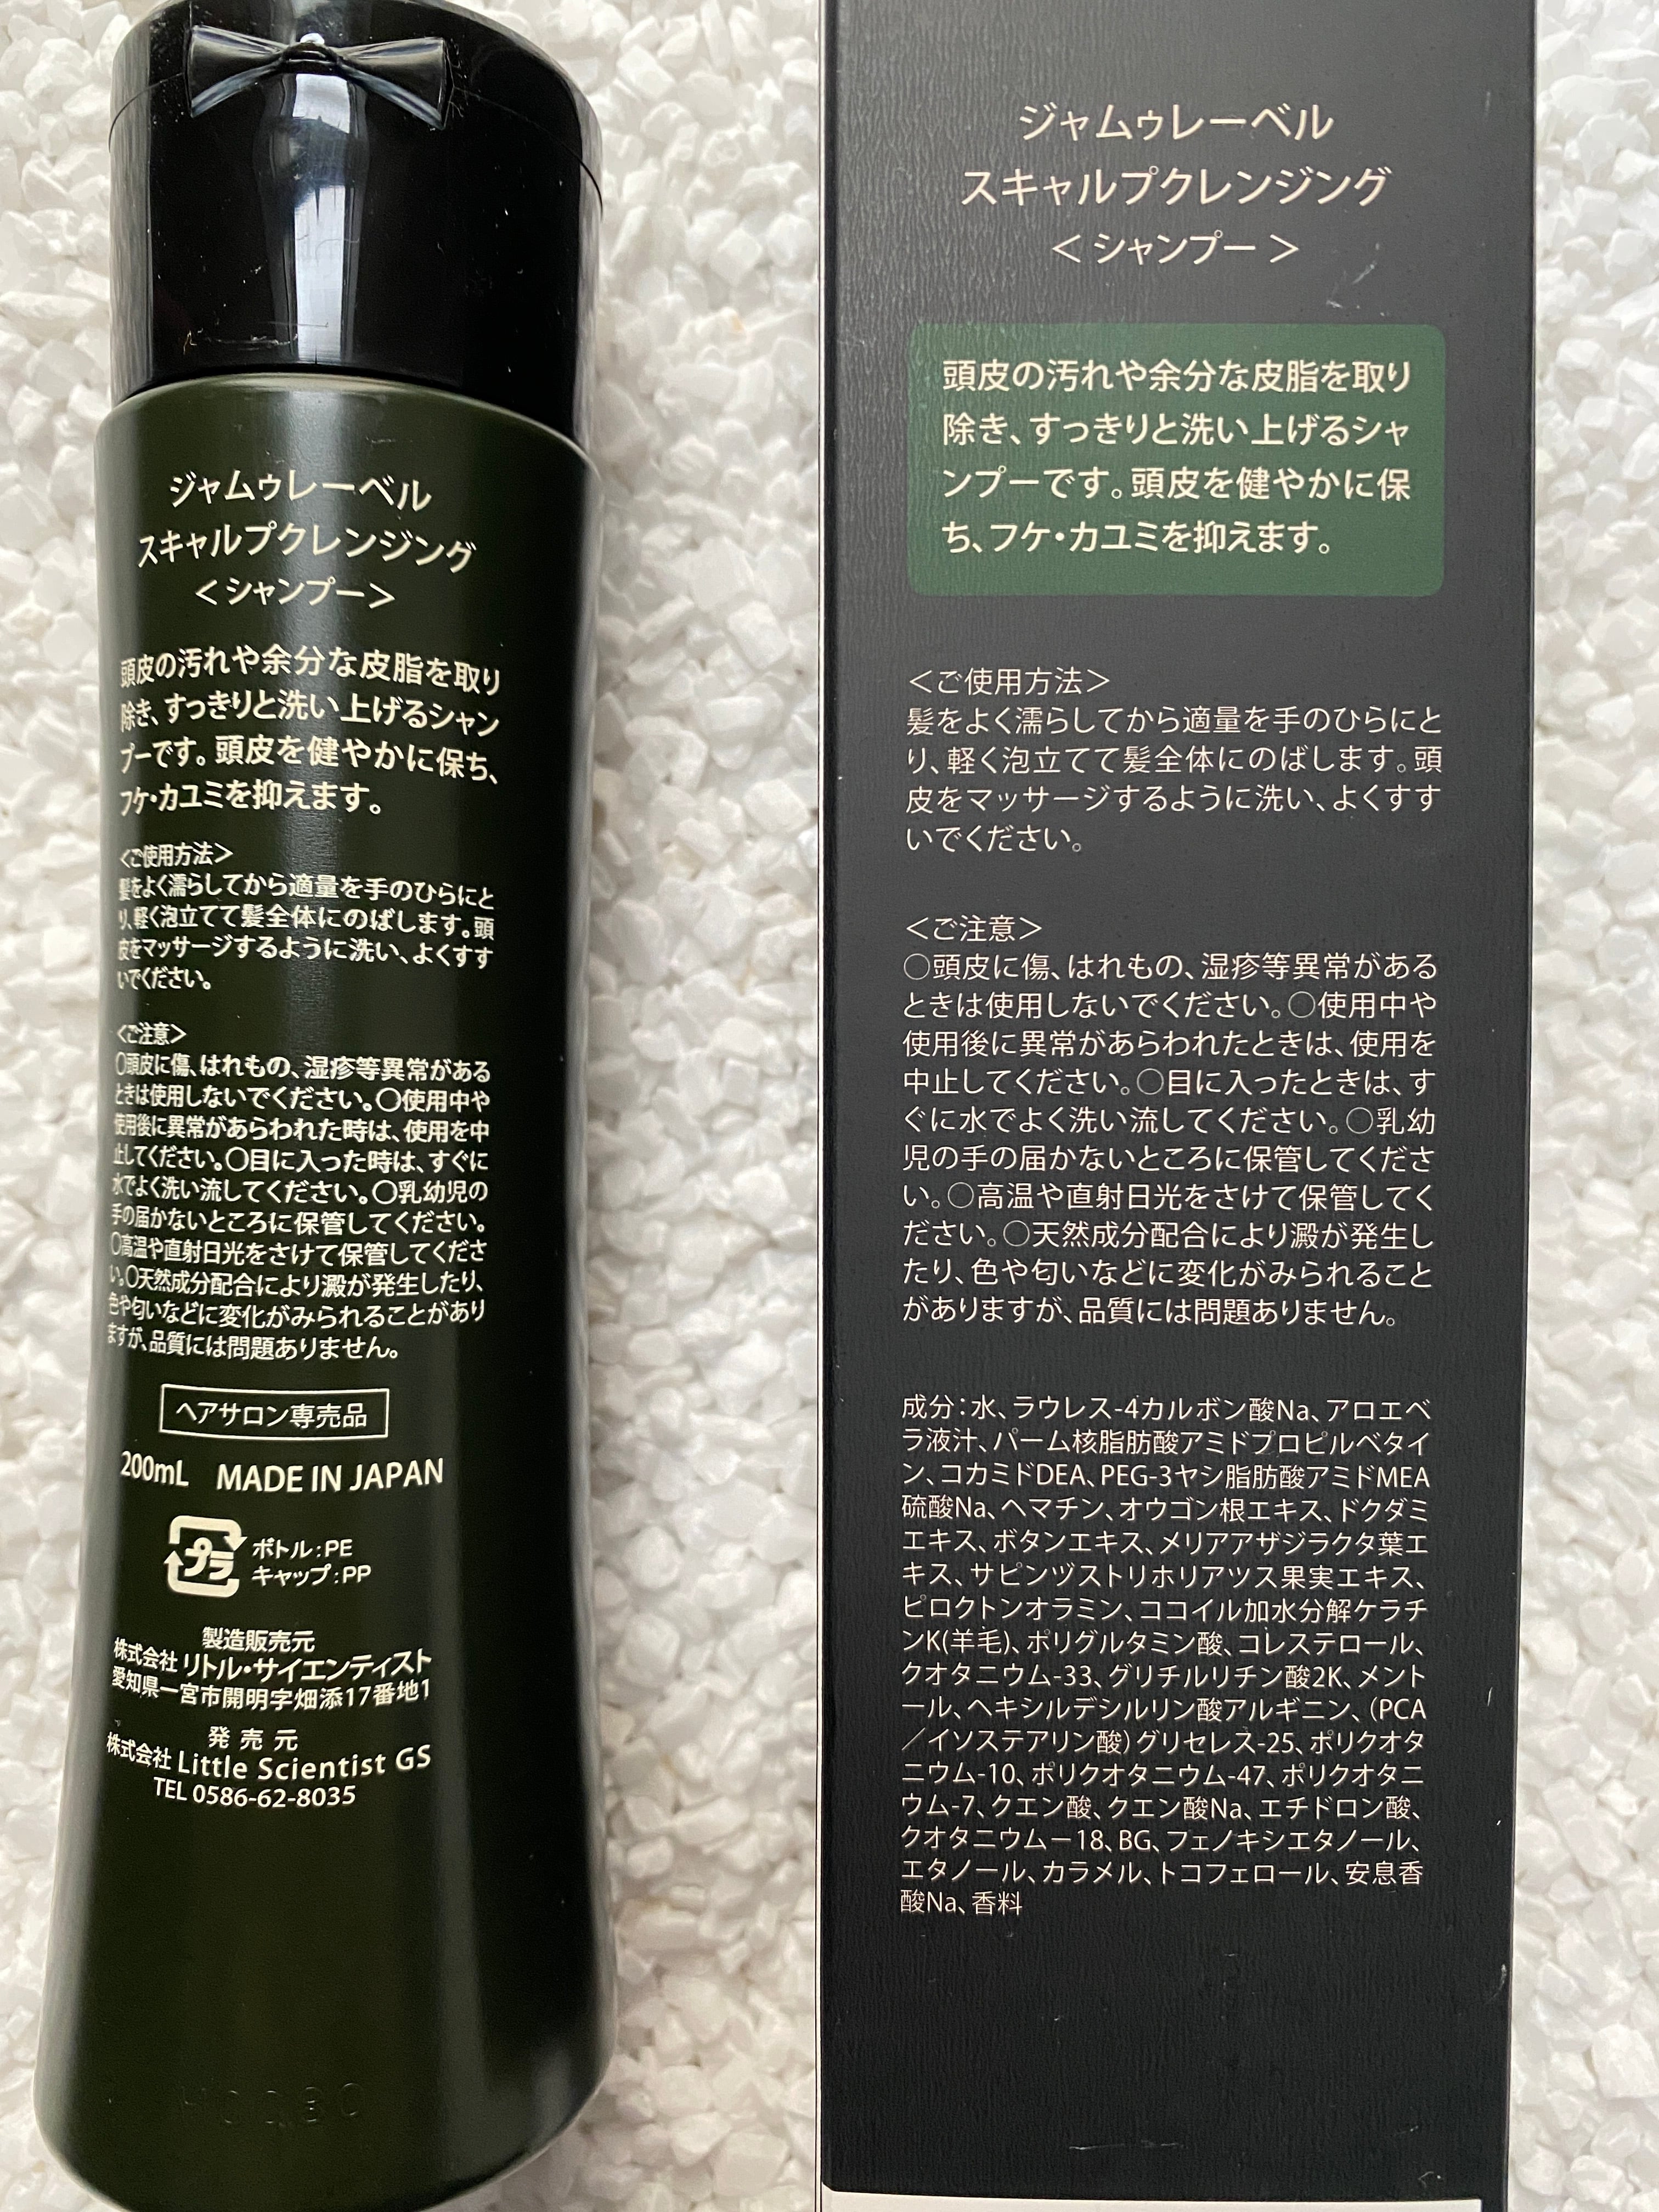 ジャムゥレーベル
スキャルプクレンジング
＜シャンプー＞
頭皮の汚れや余分な皮脂を取り
除き、すっきりと洗い上げるシャン
プーです。頭皮を健やかに保ち、
フケ・カユミを抑えます。
＜ご使用方法＞
髪をよく濡らしてから適量を手のひらにと
り、軽く泡立てて髪全体にのばします。頭
皮をマッサージするように洗い、よくすす
いでください。
＜ご注意＞
○頭皮に傷、はれもの、湿疹等異常がある
ときは使用しないでください。○使用中や
使用後に異常があらわれた時は、使用を中
止してください。○目に入った時は、すぐに
水でよく洗い流してください。○乳幼児の
手の届かないところに保管してください。
○高温や直射日光をさけて保管してくださ
い。○天然成分配合により澱が発生したり、
色や匂いなどに変化がみられることがあり
ますが、品質には問題ありません。
ヘアサロン専売品
200mL MADE IN JAPAN
プラ
ボトル：PE
キャップ：PP
製造販売元
株式会社 リトル・サイエンティスト
愛知県一宮市開明字畑添17番地1
発売元
株式会社 Little Scientist GS
TEL 0586-62-8035
ジャムゥレーベル
スキャルプクレンジング
＜シャンプー＞
頭皮の汚れや余分な皮脂を取り
除き、すっきりと洗い上げるシャ
ンプーです。頭皮を健やかに保
ち、フケ・カユミを抑えます。
＜ご使用方法＞
髪をよく濡らしてから適量を手のひらにと
り、軽く泡立てて髪全体にのばします。頭
皮をマッサージするように洗い、よくすす
いでください。
＜ご注意＞
○頭皮に傷、はれもの、湿疹等異常がある
ときは使用しないでください。○使用中や
使用後に異常があらわれたときは、使用を
中止してください。○目に入ったときは、す
ぐに水でよく洗い流してください。○乳幼
児の手の届かないところに保管してくださ
い。○高温や直射日光をさけて保管してく
ださい。○天然成分配合により澱が発生し
たり、色や匂いなどに変化がみられること
がありますが、品質には問題ありません。
成分：水、ラウレス-4カルボン酸Na、アロエベ
ラ液汁、パーム核脂肪酸アミドプロピルベタイ
ン、コカミドDEA、PEG-3ヤシ脂肪酸アミドMEA
硫酸Na、ヘマチン、オウゴン根エキス、ドクダミ
エキス、ボタンエキス、メリアアザジラクタ葉エ
キス、サピンヅストリホリアツス果実エキス、
ピロクトンオラミン、ココイル加水分解ケラチ
ンK(羊毛)、ポリグルタミン酸、コレステロール、
クオタニウム-33、グリチルリチン酸2K、メント
ール、ヘキシルデシルリン酸アルギニン、（PCA
／イソステアリン酸）グリセレス-25、ポリクオタ
ニウム-10、ポリクオタニウム-47、ポリクオタニ
ウム-7、クエン酸、クエン酸Na、エチドロン酸、
クオタニウムー18、BG、フェノキシエタノール、
エタノール、カラメル、トコフェロール、安息香
酸Na、香料